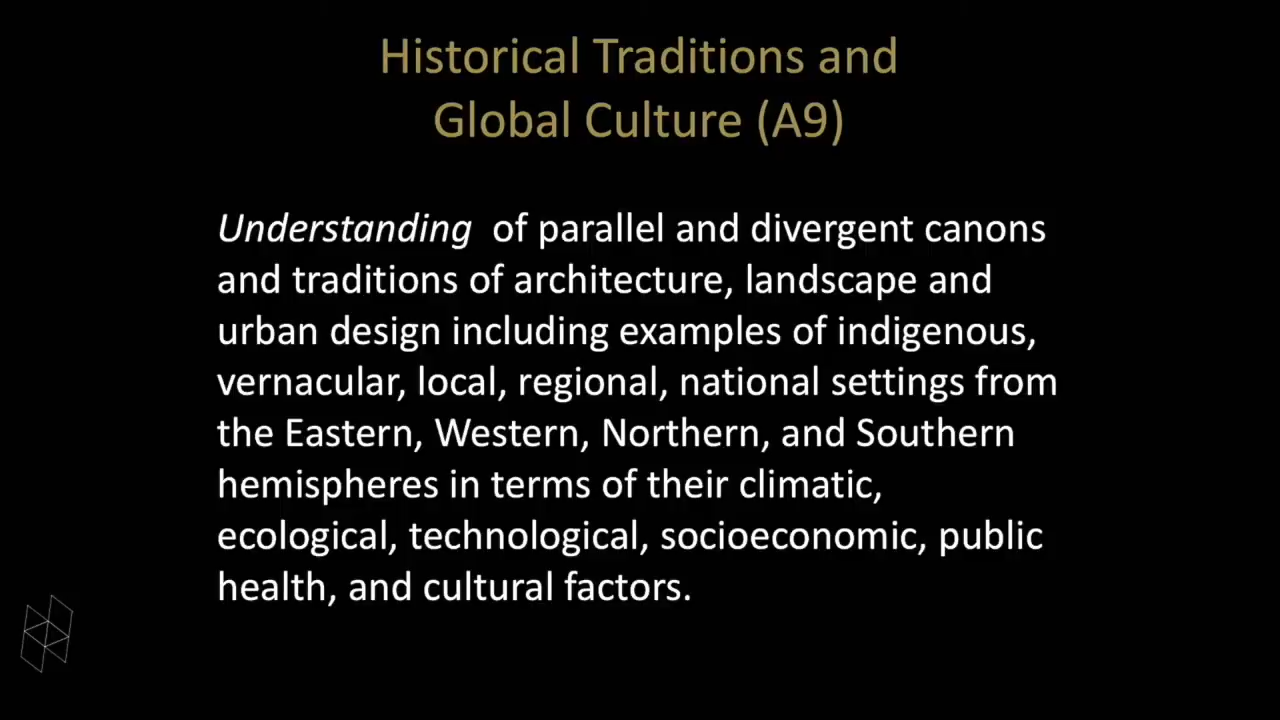 Historical Traditions and
Global Culture (A9)
Understanding of parallel and divergent canons
and traditions of architecture, landscape and
urban design including examples of indigenous,
vernacular, local, regional, national settings from
the Eastern, Western, Northern, and Southern
hemispheres in terms of their climatic,
ecological, technological, socioeconomic, public
health, and cultural factors.